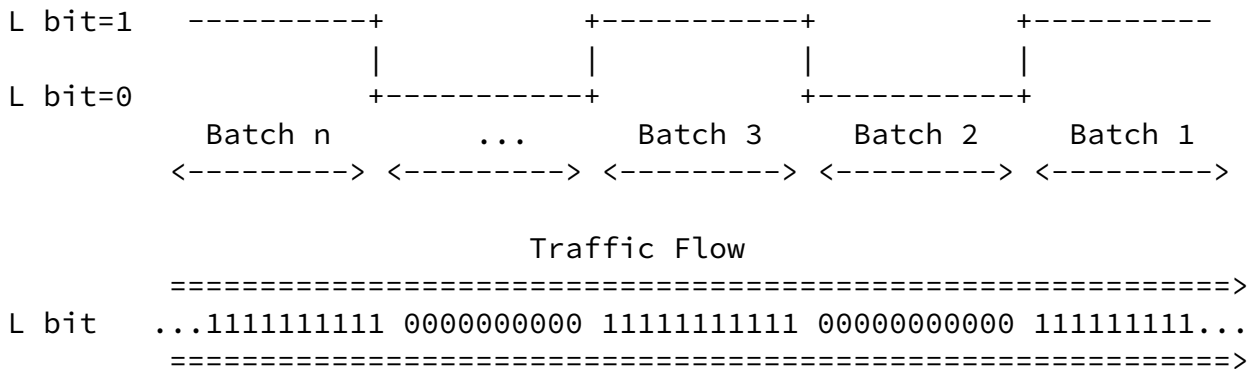 L bit=1   ----------+           +-----------+           +----------
                    |           |           |           |
L bit=0             +-----------+           +-----------+
           Batch n        ...      Batch 3     Batch 2     Batch 1
         <---------> <---------> <---------> <---------> <--------->
                             Traffic Flow
         ===========================================================>
L bit   ...1111111111 0000000000 11111111111 00000000000 111111111...
         ===========================================================>